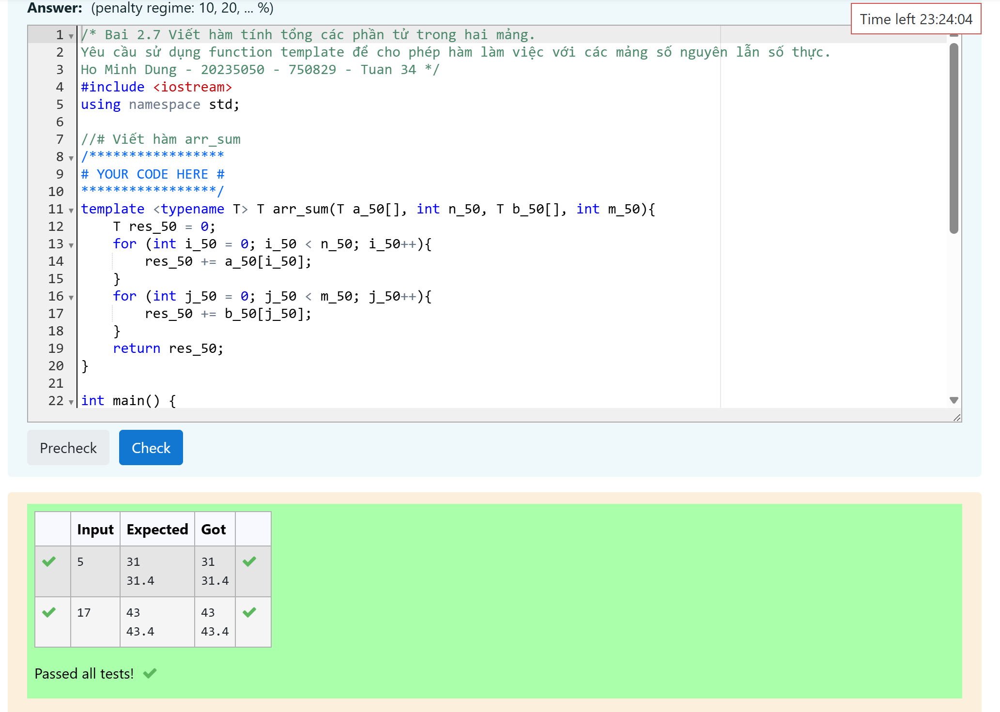 Answer: (penalty regime: 10, 20, ... %)
Time left 23:24:04
1 /* Bai 2.7 Viết hàm tính tổng các phần tử trong hai mảng.
2 Yêu cầu sử dụng function template để cho phép hàm làm việc với các mảng số nguyên lẫn số thực.
3 Ho Minh Dung - 20235050 - 750829 - Tuan 34 */
4 #include <iostream>
5 using namespace std;
6
7 //# Viết hàm arr_sum
8 /*****************
9 # YOUR CODE HERE #
10 *****************/
11 template <typename T> T arr_sum(T a_50[], int n_50, T b_50[], int m_50){
12     T res_50 = 0;
13     for (int i_50 = 0; i_50 < n_50; i_50++){
14         res_50 += a_50[i_50];
15     }
16     for (int j_50 = 0; j_50 < m_50; j_50++){
17         res_50 += b_50[j_50];
18     }
19     return res_50;
20 }
21
22 int main() {
Precheck Check
Input Expected Got
5 31 31
31.4 31.4
17 43 43
43.4 43.4
Passed all tests!